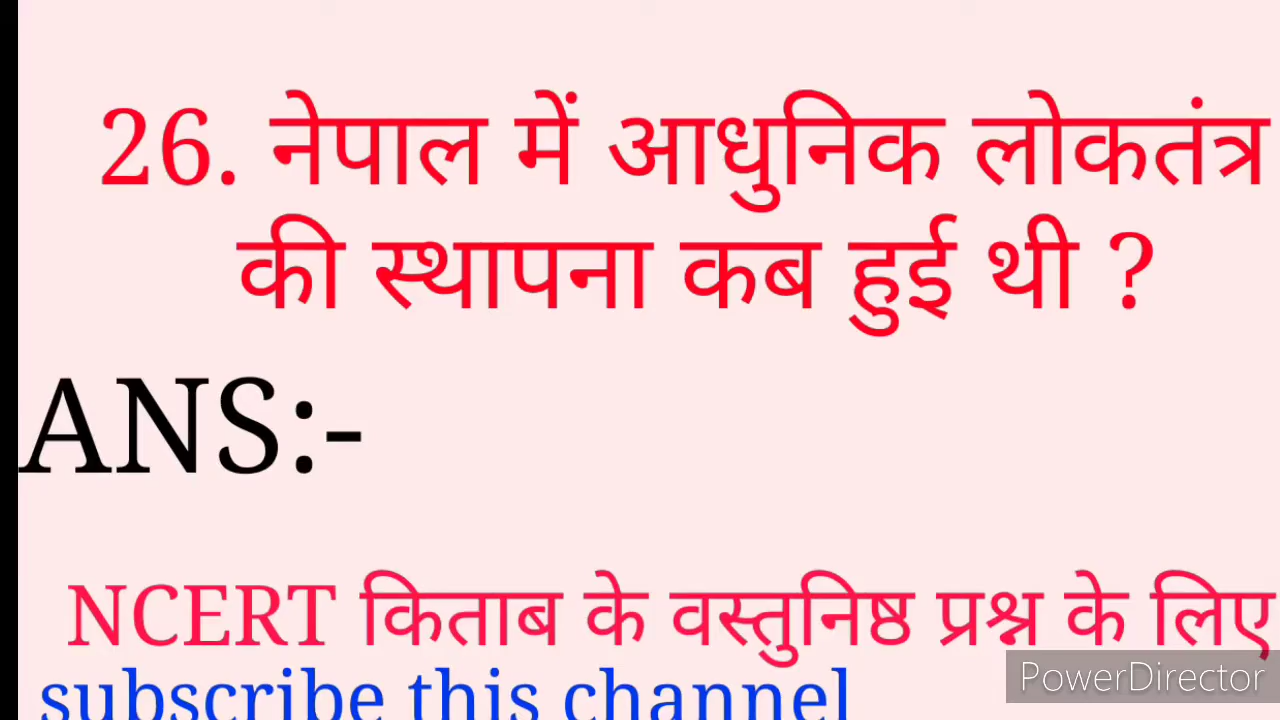 26. नेपाल में आधुनिक लोकतंत्र
की स्थापना कब हुई थी ?
ANS:-
NCERT किताब के वस्तुनिष्ठ प्रश्न के लिए
subscribe this channel
PowerDirector